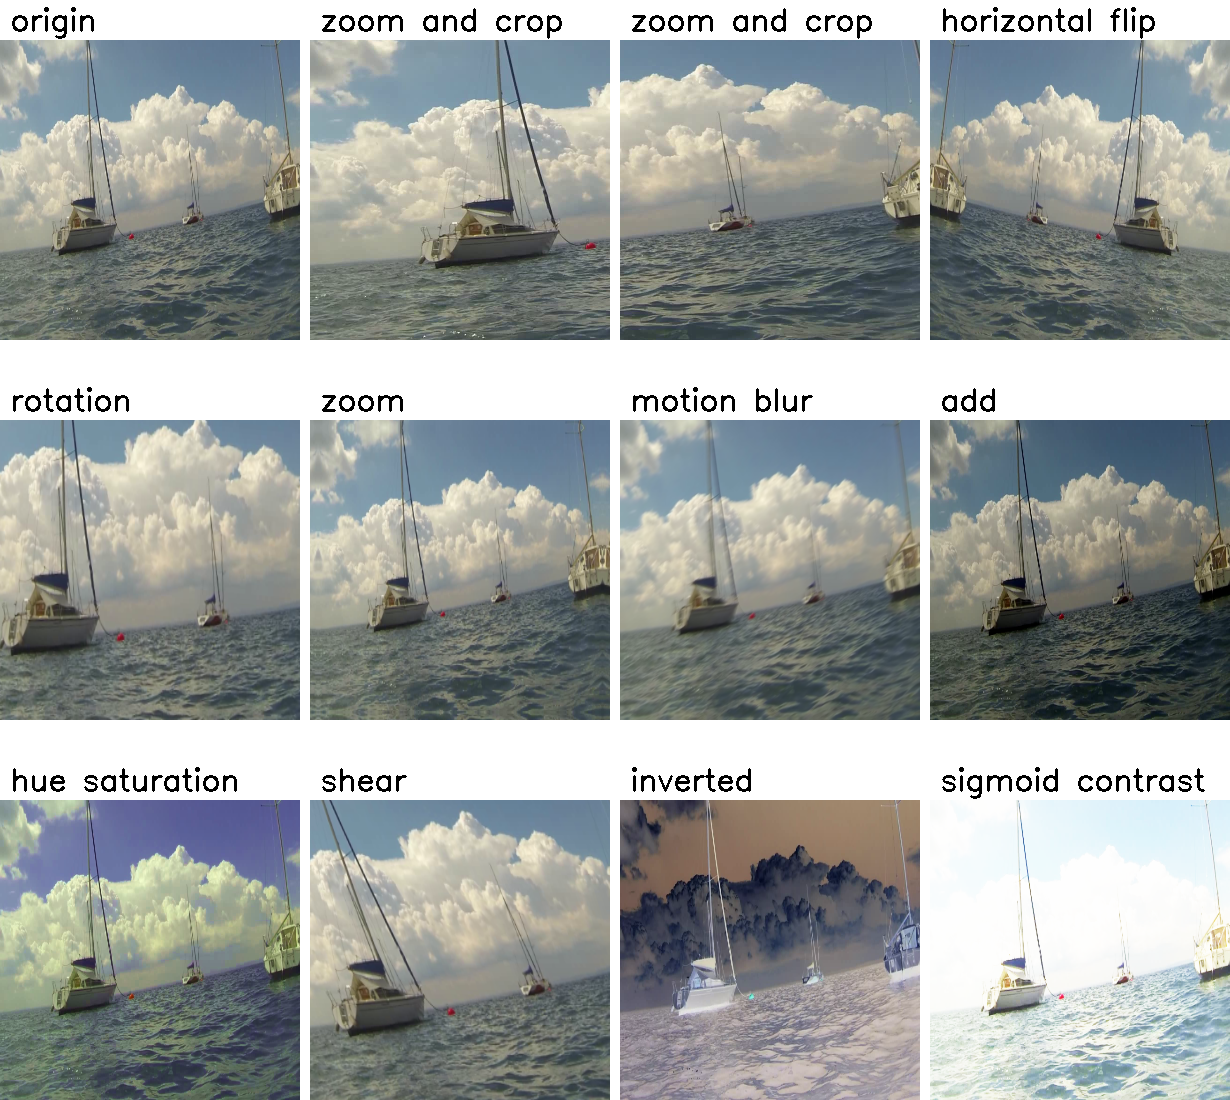 origin
zoom and crop
zoom and crop
horizontal flip
rotation
zoom
motion blur
add
hue saturation
shear
inverted
sigmoid contrast